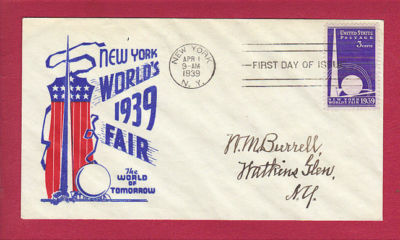 NEW YORK
WORLD'S
1939
FAIR
The
WORLD
OF
TOMORROW
NEW YORK
APR 1
9-AM
1939
N.Y.
FIRST DAY OF ISSUE
UNITED STATES
POSTAGE
3 CENTS
NEW YORK
WORLD'S FAIR 1939
W. M. Burrell,
Watkins Glen,
N.Y.